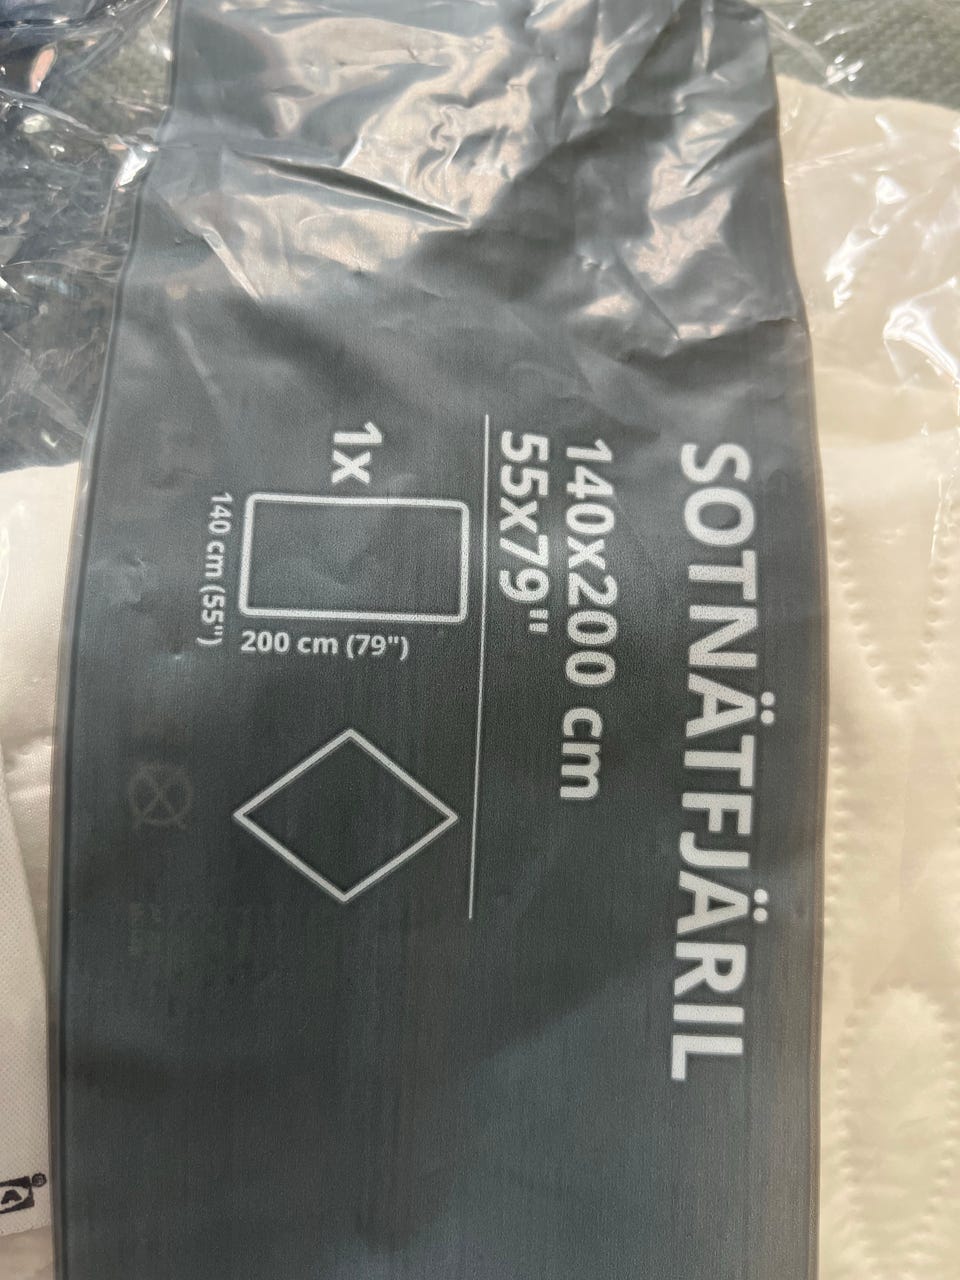 SOTNÄTFJÄRIL
140x200 cm
55x79"
1x
200 cm (79")
140 cm (55")